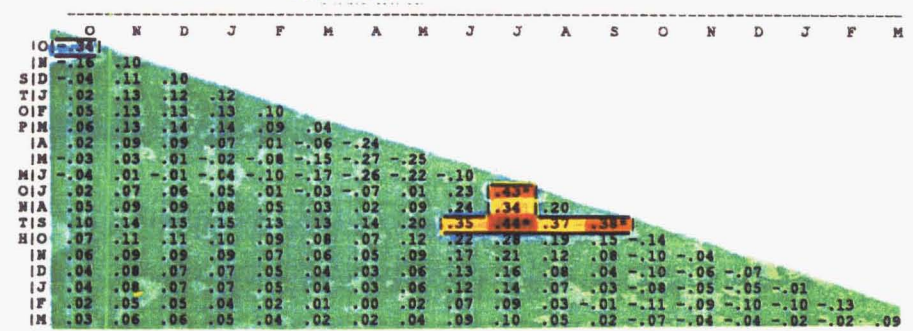 O N D J F M A M J J A S O N D J F M
|O -.34
|N -.16 .10
S|D -.04 .11 .10
T|J .02 .13 .12 .12
O|F .05 .13 .13 .13 .10
P|M .06 .13 .14 .14 .09 .04
|A .02 .09 .09 .07 .01 -.06 -.24
|M -.03 .03 .01 -.02 -.08 -.15 -.27 -.25
M|J -.04 .01 -.01 -.04 -.10 -.17 -.26 -.22 -.10
O|J .02 .07 .06 .05 .01 -.03 -.07 .01 .23 .43*
N|A .05 .09 .09 .08 .05 .03 .02 .09 .24 .34 .20
T|S .10 .14 .15 .15 .13 .13 .14 .20 .35 .44* .37 .38*
H|O .07 .11 .11 .10 .09 .08 .07 .12 .22 .28 .19 .15 -.14
|N .06 .09 .09 .09 .07 .06 .05 .09 .17 .21 .12 .08 -.10 -.04
|D .04 .08 .07 .07 .05 .04 .03 .06 .13 .16 .08 .04 -.10 -.06 -.07
|J .04 .08 .07 .07 .05 .04 .03 .06 .12 .14 .07 .03 -.08 -.05 -.05 -.01
|F .02 .05 .05 .04 .02 .01 .00 .02 .07 .09 .03 .01 -.11 -.09 -.10 -.10 -.13
|M .03 .06 .06 .05 .04 .02 .02 .04 .09 .10 .05 .02 -.07 -.04 -.04 -.02 -.02 .09